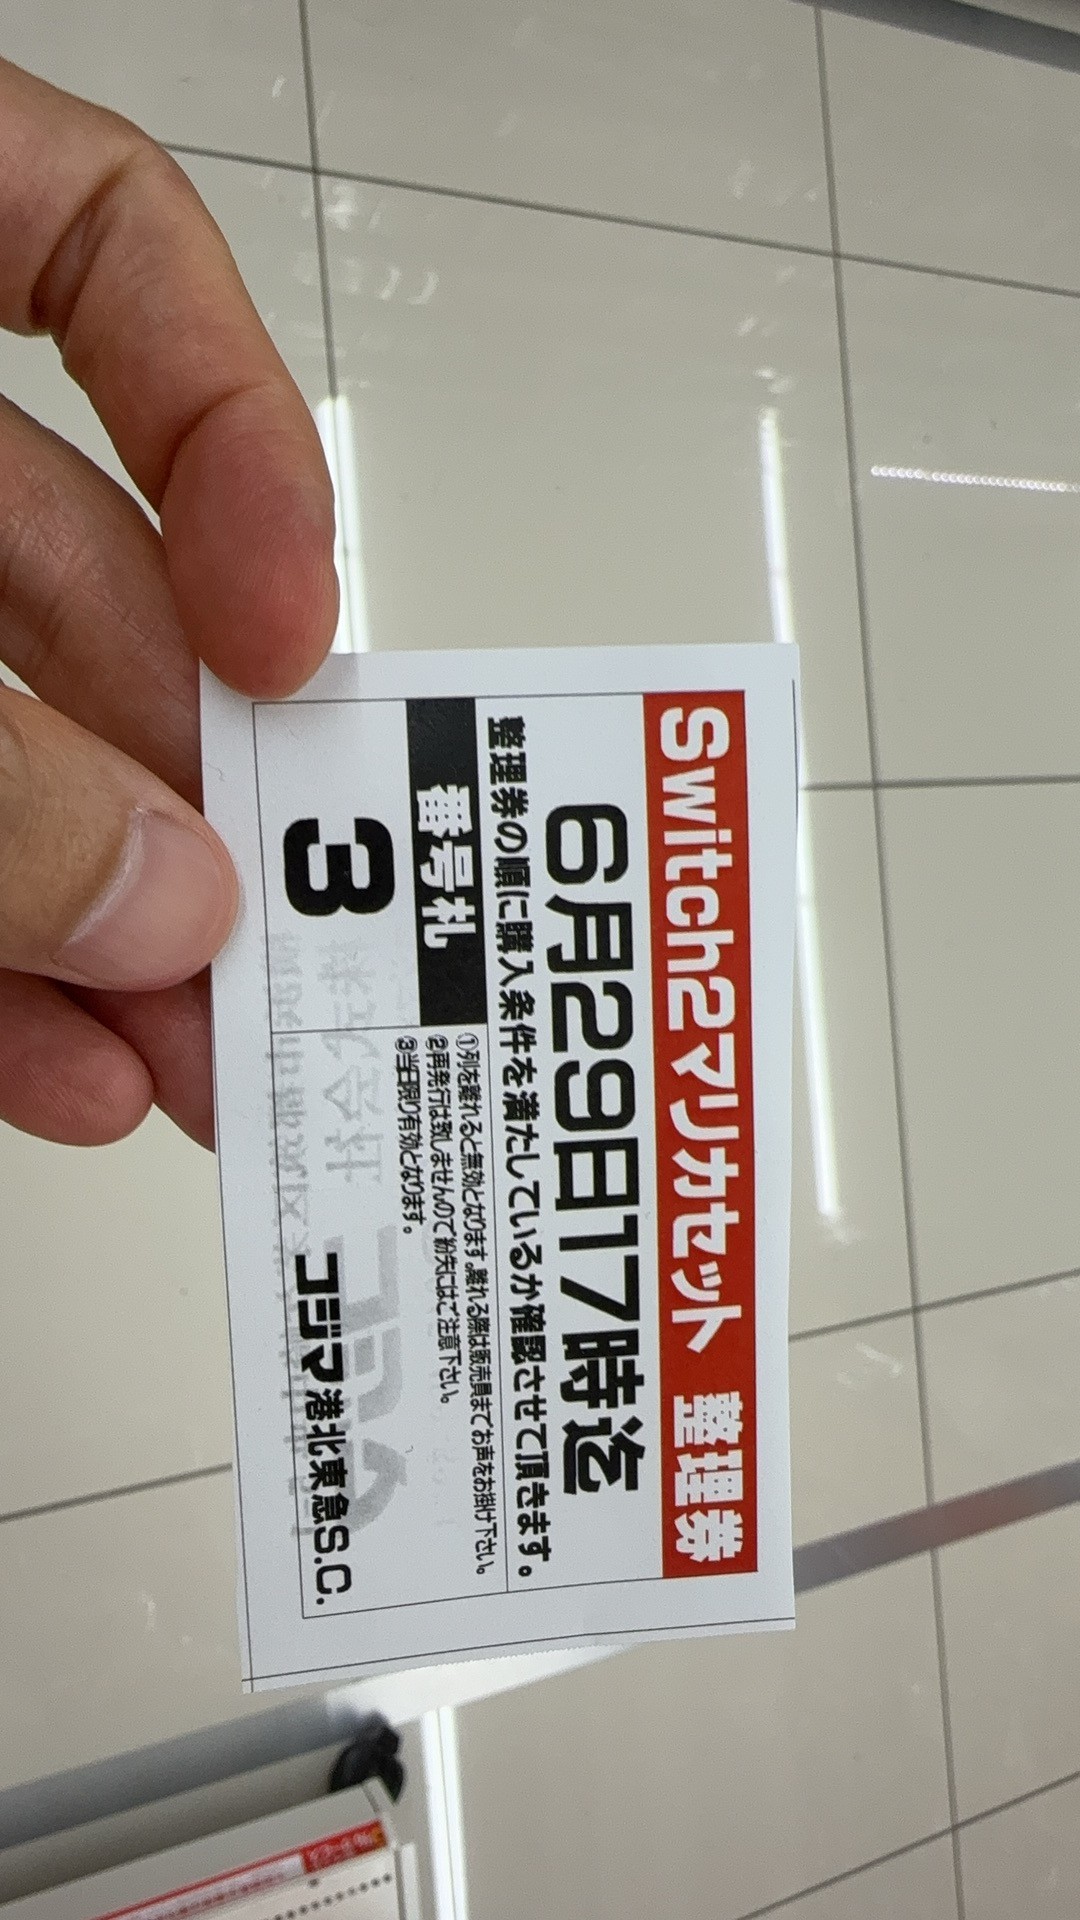 Switch2マリカセット 整理券
6月29日17時迄
整理券の順に購入条件を満たしているか確認させて頂きます。
番号札
3
①列を離れると無効となります。離れる際は販売員までお声をお掛け下さい。
②再発行は致しませんので紛失にはご注意下さい。
③当日限り有効となります。
コジマ港北東急S.C.